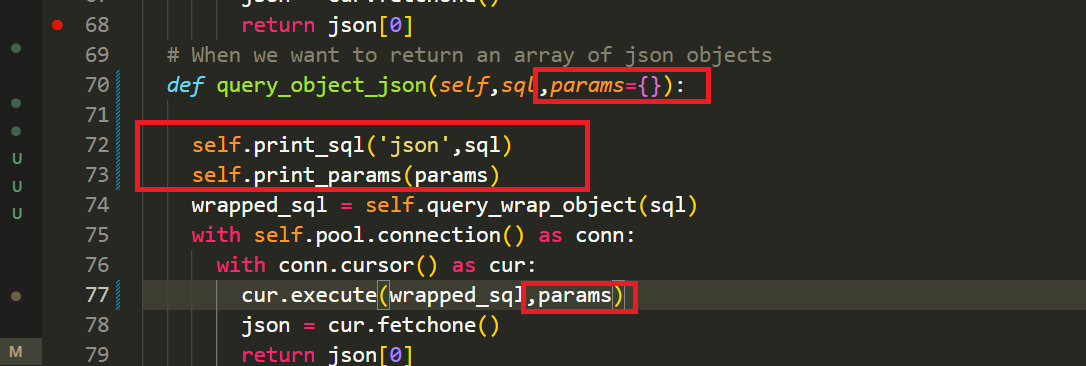 67 json = cur.fetchone()
68 return json[0]
69 # When we want to return an array of json objects
70 def query_object_json(self,sql,params={}):
71
72 self.print_sql('json',sql)
73 self.print_params(params)
U 74 wrapped_sql = self.query_wrap_object(sql)
U 75 with self.pool.connection() as conn:
U 76 with conn.cursor() as cur:
77 cur.execute(wrapped_sql,params)
78 json = cur.fetchone()
M 79 return json[0]